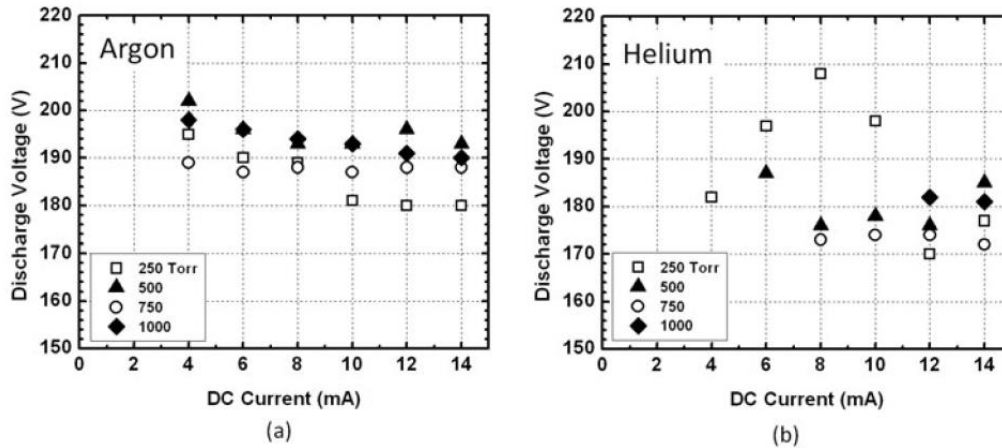 220
210
200
190
180
170
160
150
Discharge Voltage (V)
Argon
250 Torr
500
750
1000
0 2 4 6 8 10 12 14
DC Current (mA)
(a)
220
210
200
190
180
170
160
150
Discharge Voltage (V)
Helium
250 Torr
500
750
1000
0 2 4 6 8 10 12 14
DC Current (mA)
(b)